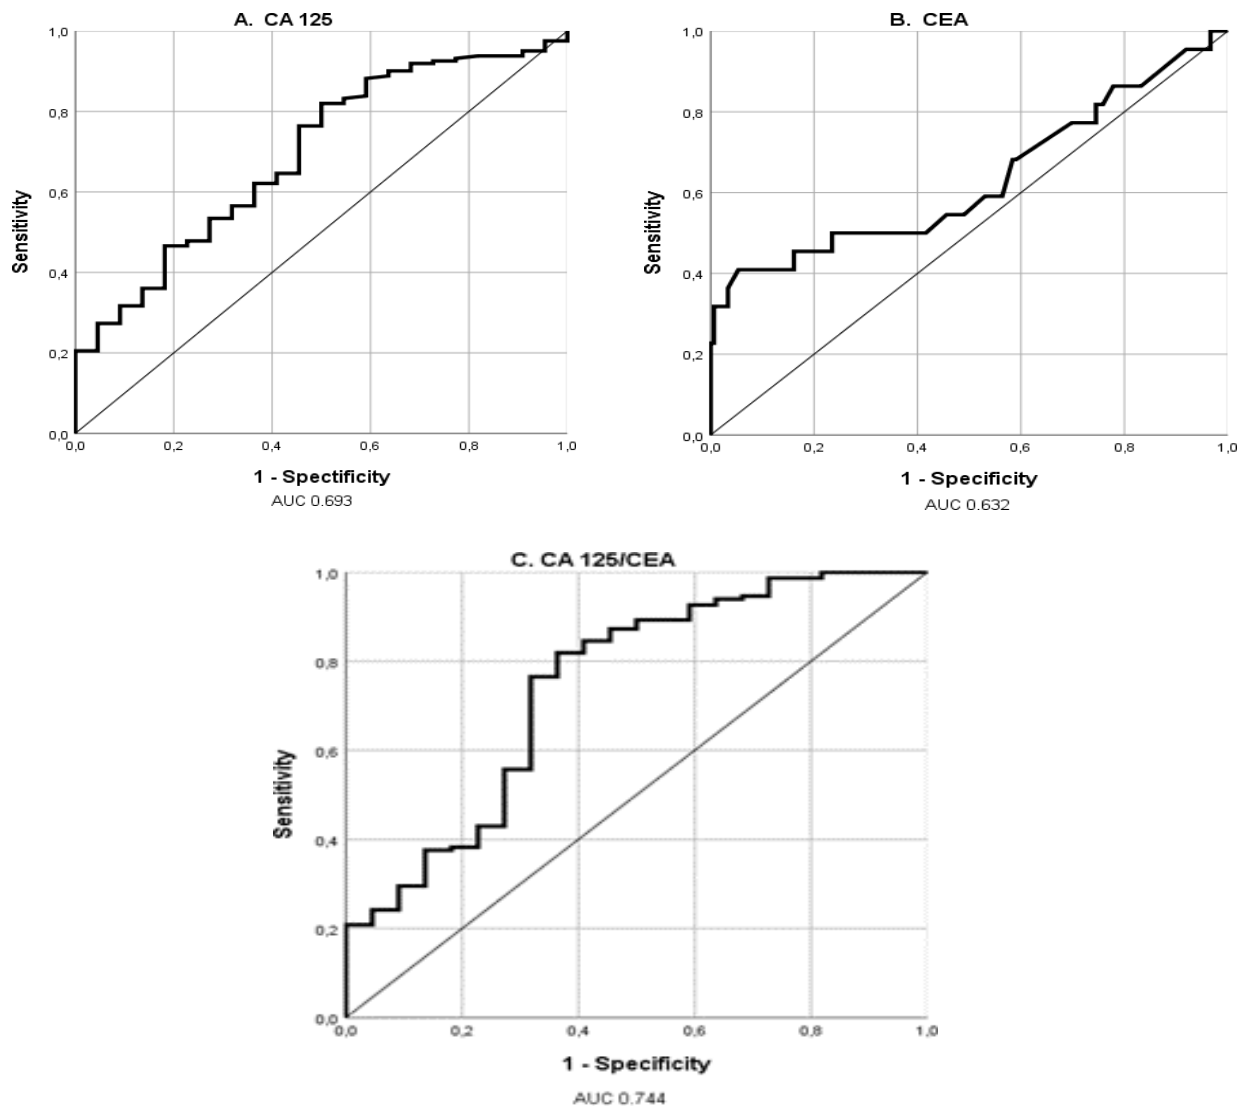 A. CA 125
1,0
0,8
0,6
0,4
0,2
0,0
Sensitivity
0,0 0,2 0,4 0,6 0,8 1,0
1 - Spectificity
AUC 0.693
B. CEA
1,0
0,8
0,6
0,4
0,2
0,0
Sensitivity
0,0 0,2 0,4 0,6 0,8 1,0
1 - Specificity
AUC 0.632
C. CA 125/CEA
1,0
0,8
0,6
0,4
0,2
0,0
Sensitivity
0,0 0,2 0,4 0,6 0,8 1,0
1 - Specificity
AUC 0.744